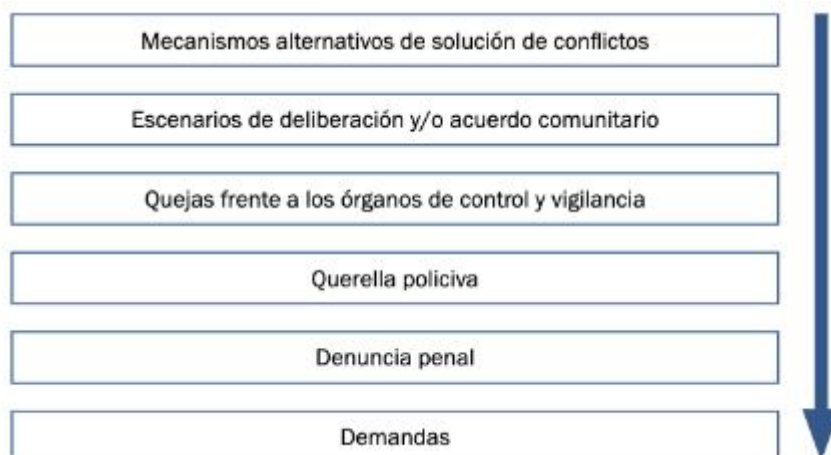 Mecanismos alternativos de solución de conflictos
Escenarios de deliberación y/o acuerdo comunitario
Quejas frente a los órganos de control y vigilancia
Querella policiva
Denuncia penal
Demandas